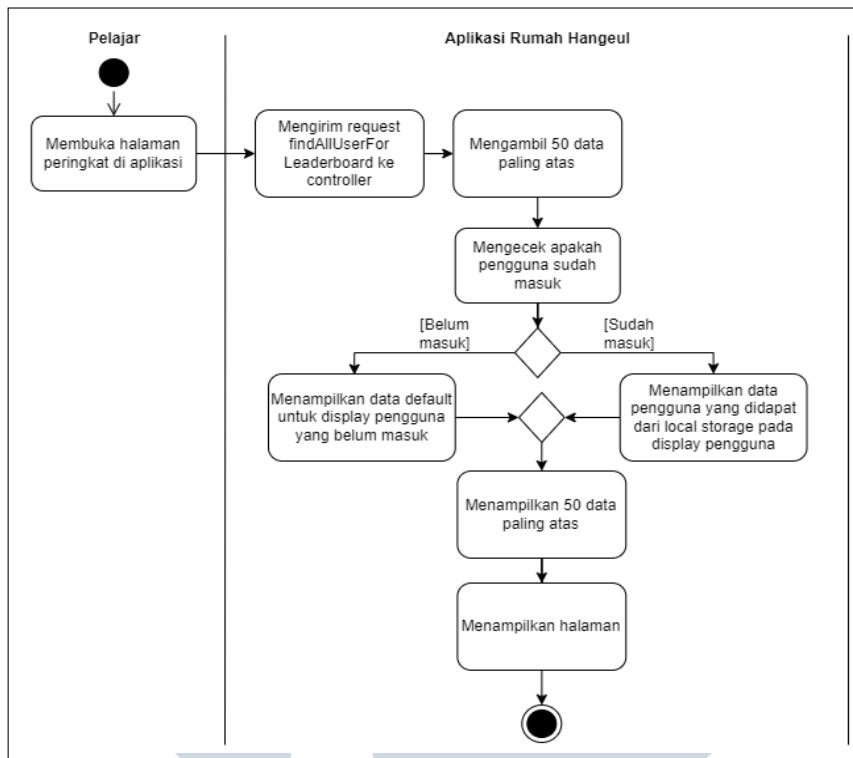 Pelajar
Aplikasi Rumah Hangeul
Membuka halaman
peringkat di aplikasi
Mengirim request
findAllUserFor
Leaderboard ke
controller
Mengambil 50 data
paling atas
Mengecek apakah
pengguna sudah
masuk
[Belum
masuk]
[Sudah
masuk]
Menampilkan data default
untuk display pengguna
yang belum masuk
Menampilkan data
pengguna yang didapat
dari local storage pada
display pengguna
Menampilkan 50 data
paling atas
Menampilkan halaman